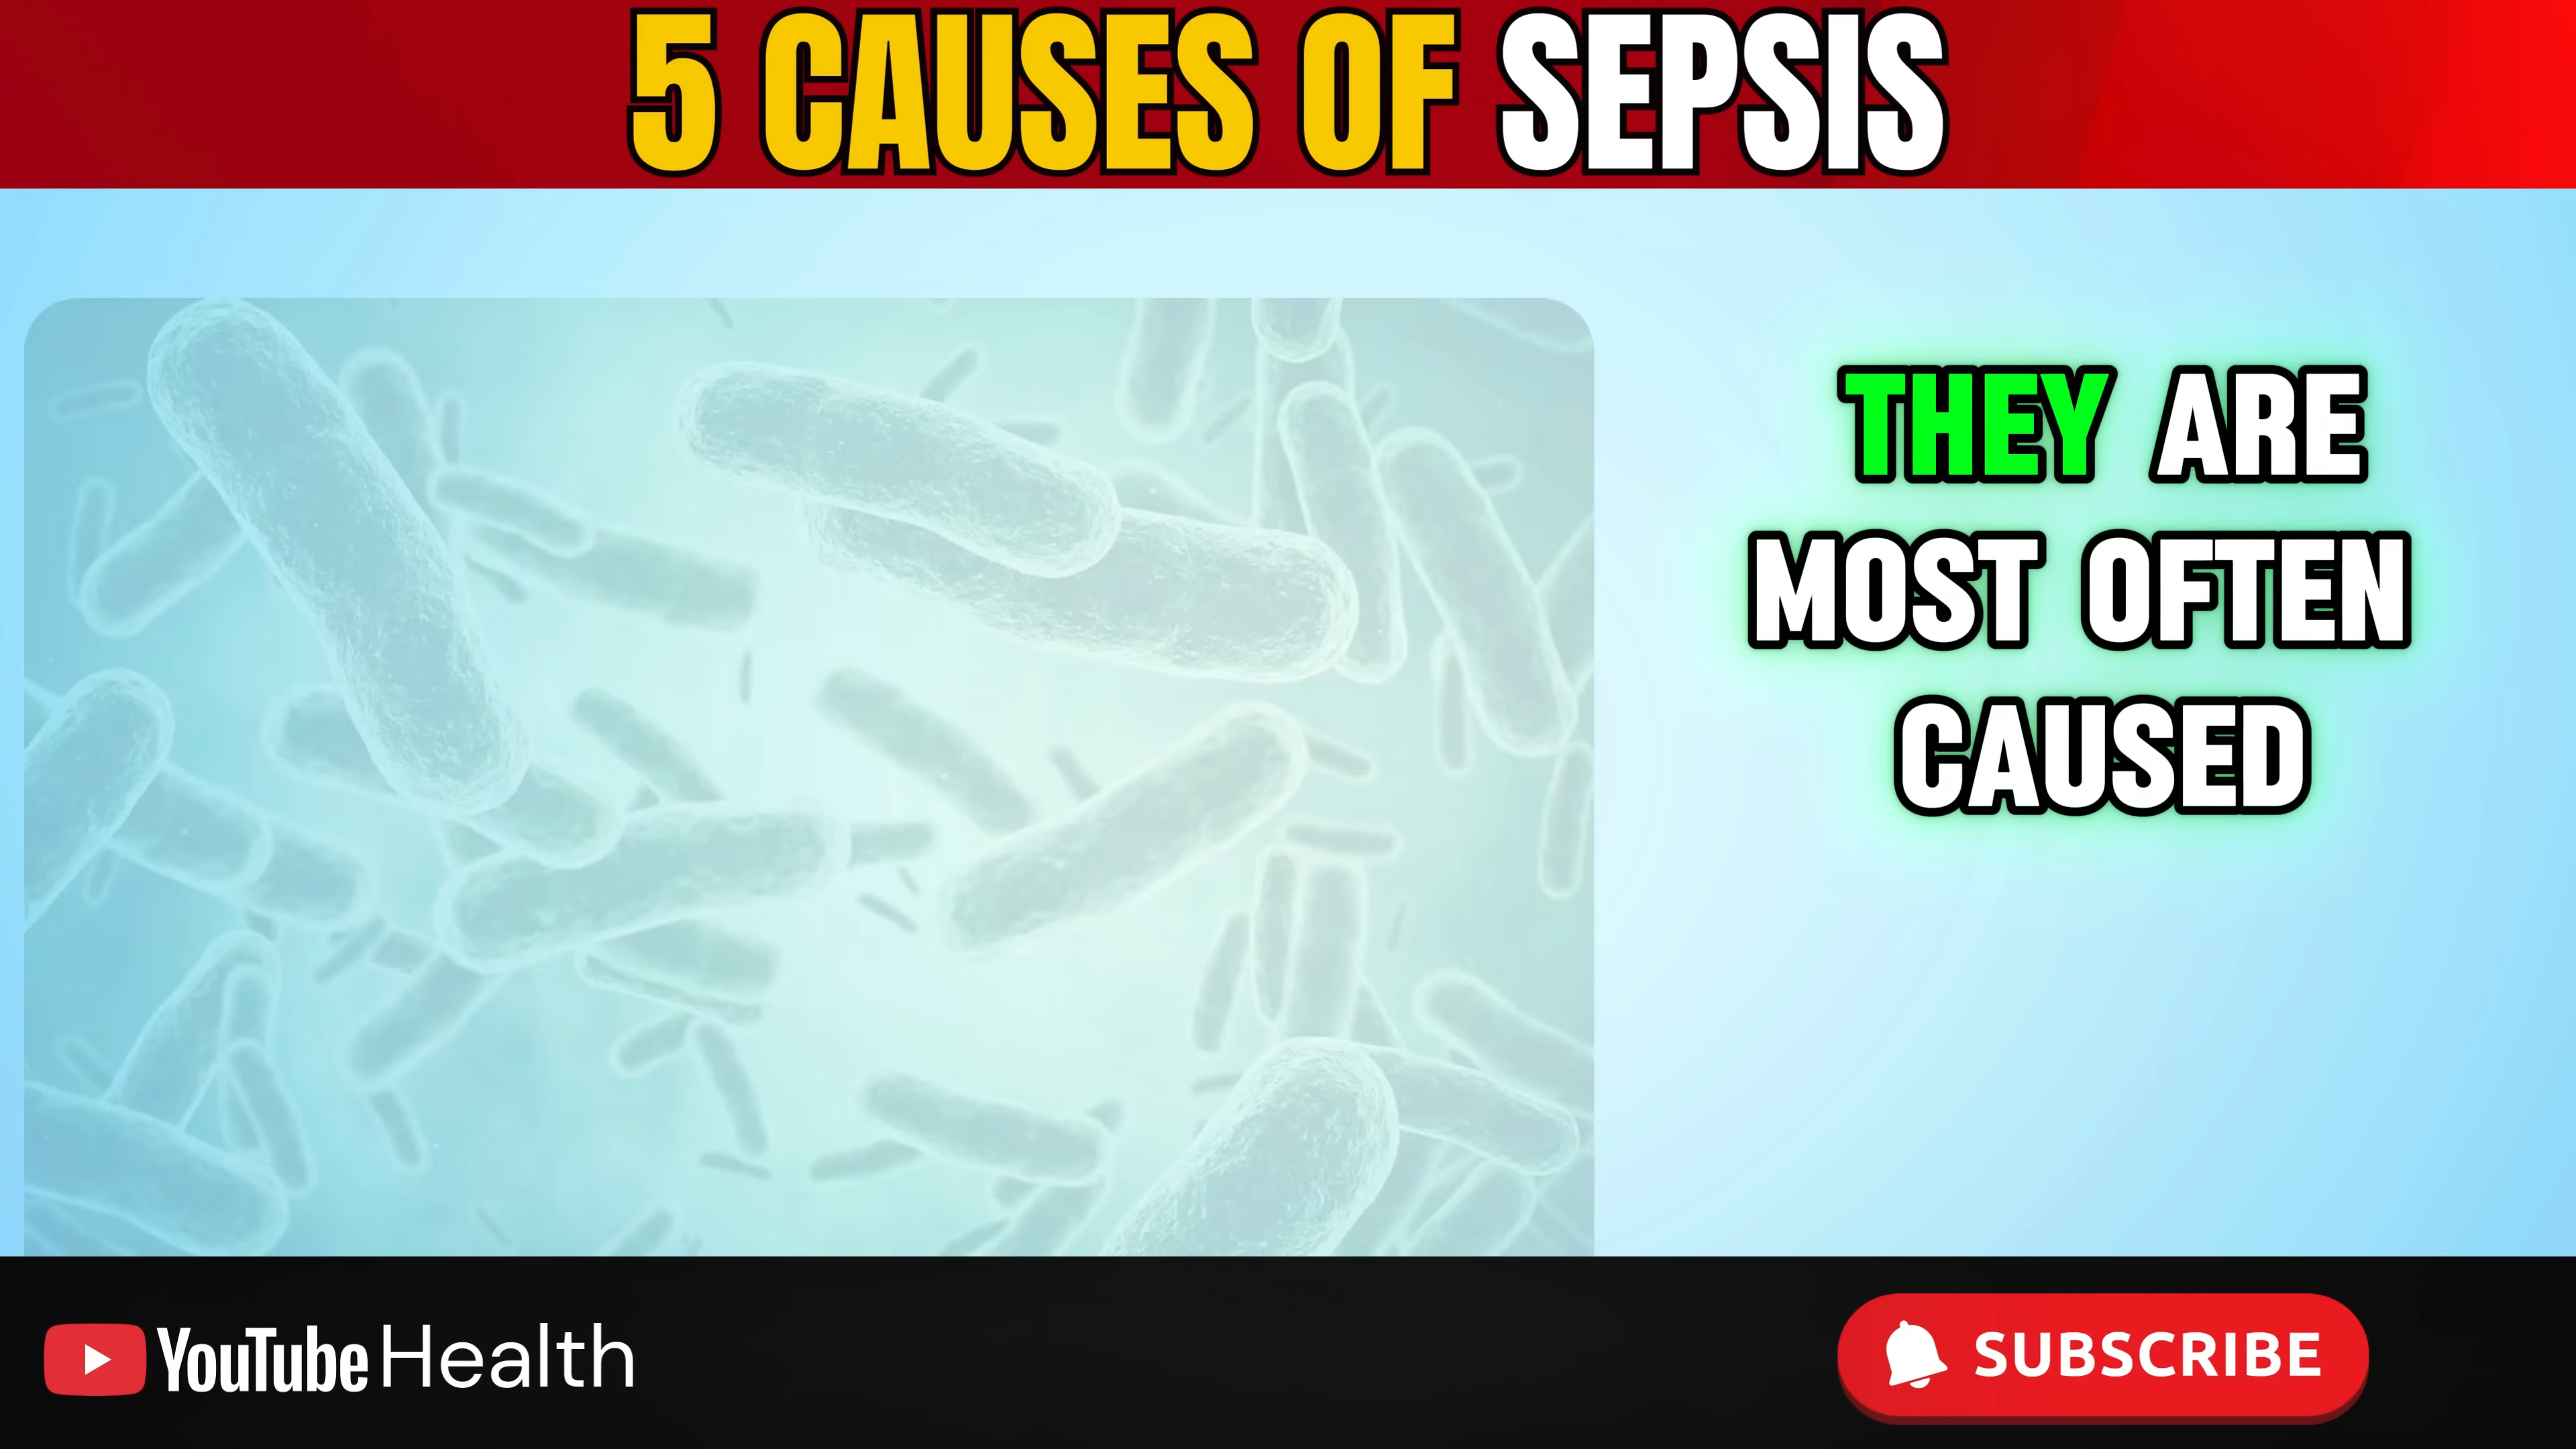 5 CAUSES OF SEPSIS
THEY ARE
MOST OFTEN
CAUSED
YouTube Health
SUBSCRIBE